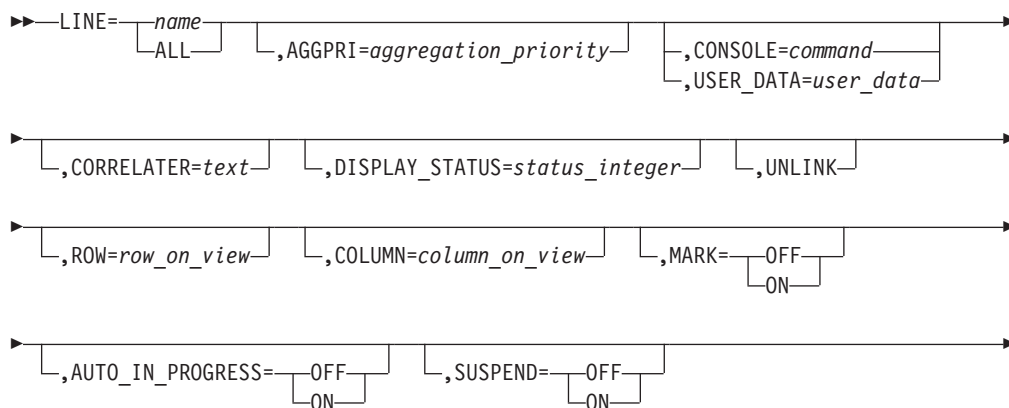 LINE= name
ALL
,AGGPRI=aggregation_priority
,CONSOLE=command
,USER_DATA=user_data
,CORRELATER=text
,DISPLAY_STATUS=status_integer
,UNLINK
,ROW=row_on_view
,COLUMN=column_on_view
,MARK= OFF
ON
,AUTO_IN_PROGRESS= OFF
ON
,SUSPEND= OFF
ON